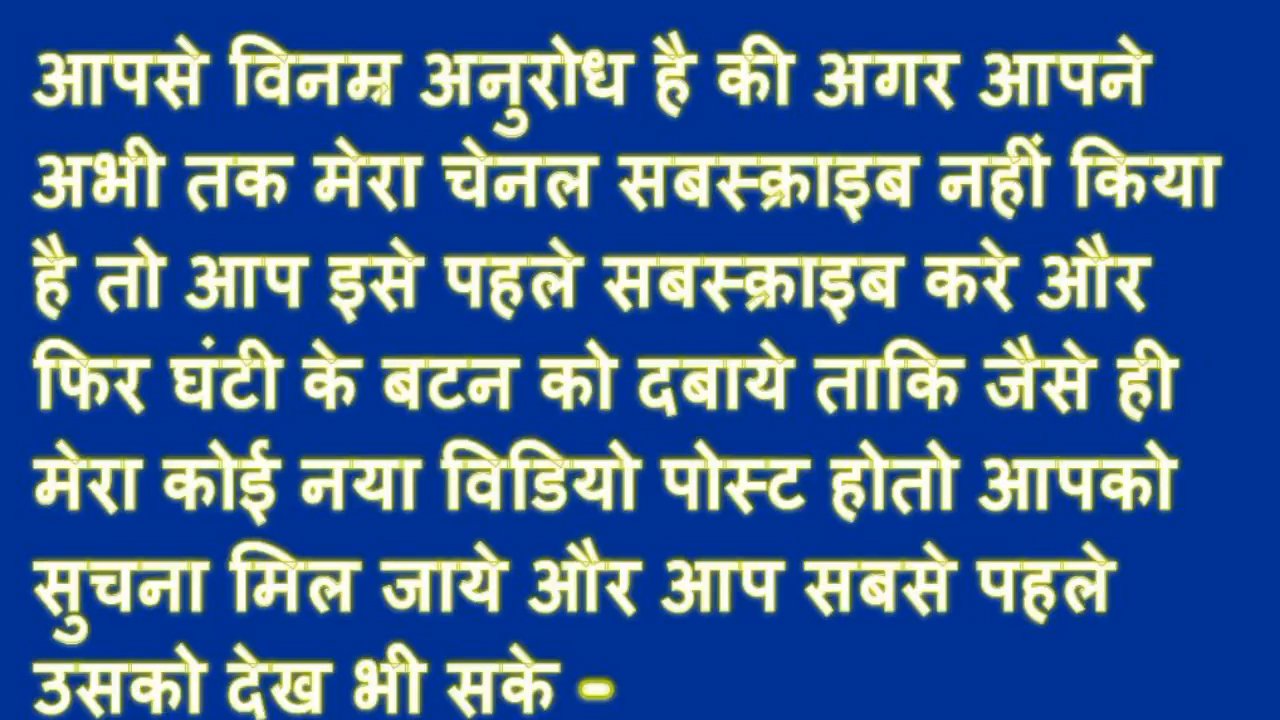 आपसे विनम्र अनुरोध है की अगर आपने
अभी तक मेरा चेनल सबस्क्राइब नहीं किया
है तो आप इसे पहले सबस्क्राइब करे और
फिर घंटी के बटन को दबाये ताकि जैसे ही
मेरा कोई नया विडियो पोस्ट होतो आपको
सुचना मिल जाये और आप सबसे पहले
उसको देख भी सके -